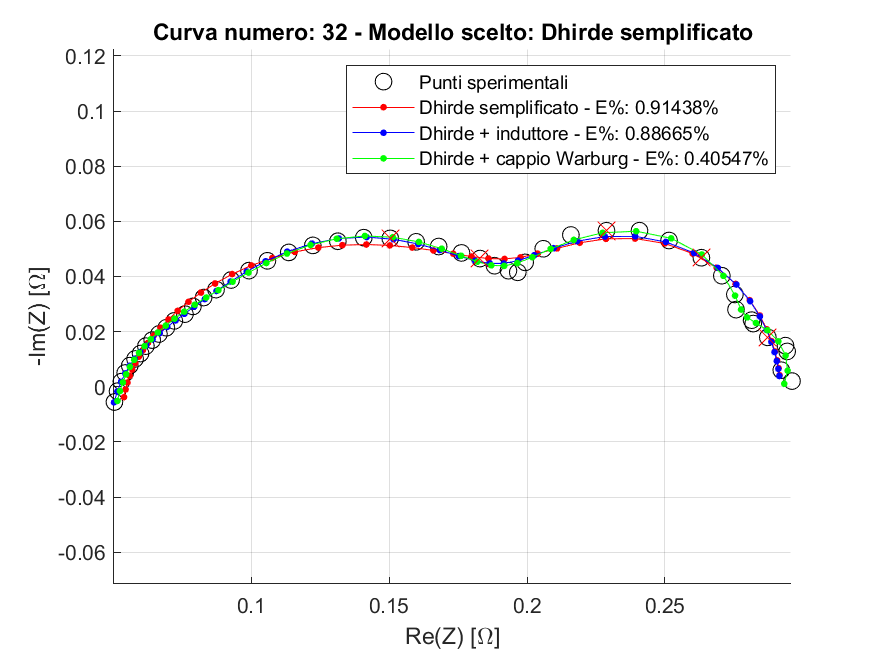 Curva numero: 32 - Modello scelto: Dhirde semplificato
Punti sperimentali
Dhirde semplificato - E%: 0.91438%
Dhirde + induttore - E%: 0.88665%
Dhirde + cappio Warburg - E%: 0.40547%
0.12
0.1
0.08
0.06
0.04
0.02
0
-0.02
-0.04
-0.06
-Im(Z) [Ω]
0.1 0.15 0.2 0.25
Re(Z) [Ω]